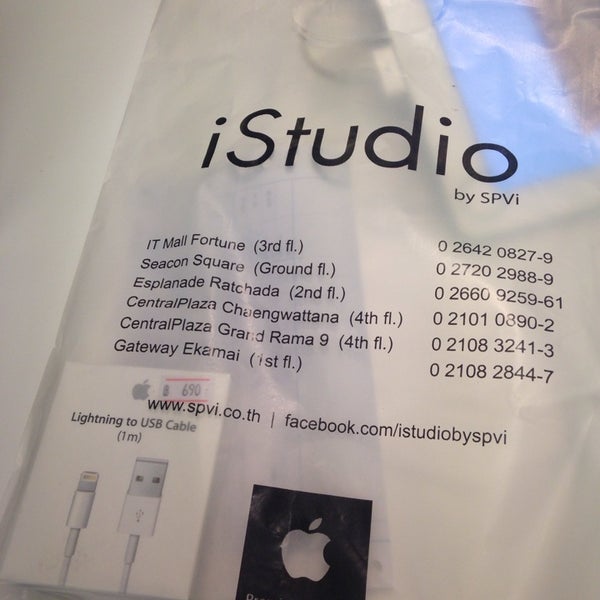 iStudio
by SPVi
IT Mall Fortune (3rd fl.) 0 2642 0827-9
Seacon Square (Ground fl.) 0 2720 2988-9
Esplanade Ratchada (2nd fl.) 0 2660 9259-61
CentralPlaza Chaengwattana (4th fl.) 0 2101 0890-2
CentralPlaza Grand Rama 9 (4th fl.) 0 2108 3241-3
Gateway Ekamai (1st fl.) 0 2108 2844-7
www.spvi.co.th | facebook.com/istudiobyspvi
฿ 690
Lightning to USB Cable
(1m)